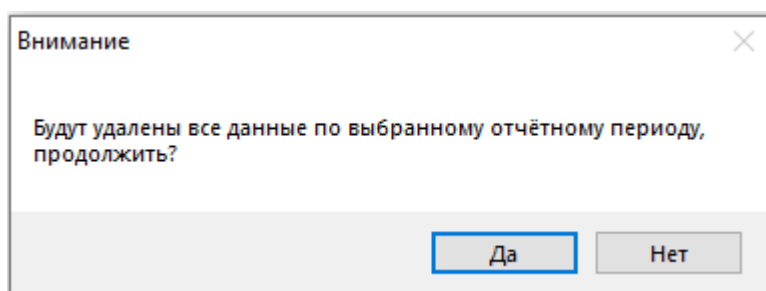 Внимание
Будут удалены все данные по выбранному отчётному периоду,
продолжить?
Да
Нет